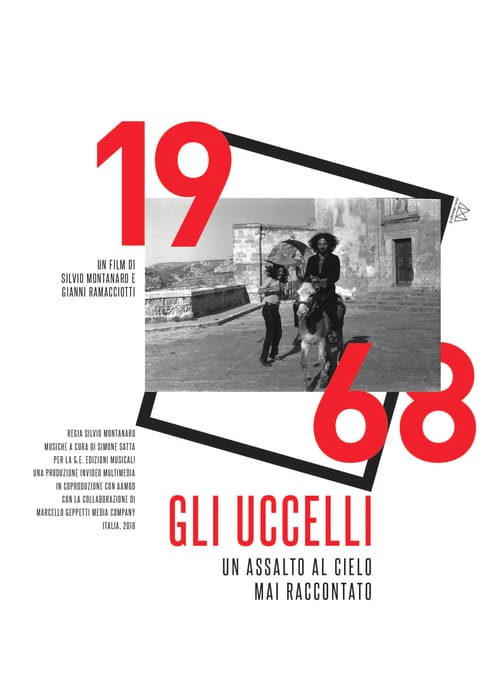 19
UN FILM DI
SILVIO MONTANARO E
GIANNI RAMACCIOTTI
68
REGIA SILVIO MONTANARO
MUSICHE A CURA DI SIMONE SATTA
PER LA G.E. EDIZIONI MUSICALI
UNA PRODUZIONE INVIDEO MULTIMEDIA
IN COPRODUZIONE CON AAMOD
CON LA COLLABORAZIONE DI
MARCELLO GEPPETTI MEDIA COMPANY
ITALIA, 2018
GLI UCCELLI
UN ASSALTO AL CIELO
MAI RACCONTATO